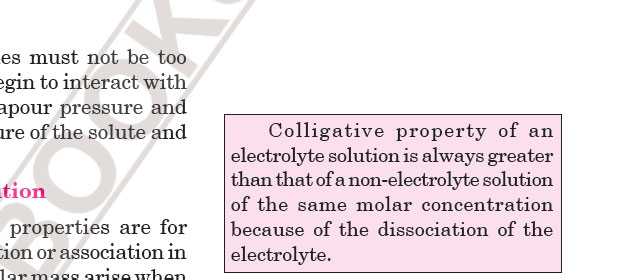 es must not be too
egin to interact with
apour pressure and
ure of the solute and
tion
properties are for
tion or association in
lar mass arise when
Colligative property of an
electrolyte solution is always greater
than that of a non-electrolyte solution
of the same molar concentration
because of the dissociation of the
electrolyte.
BOOK